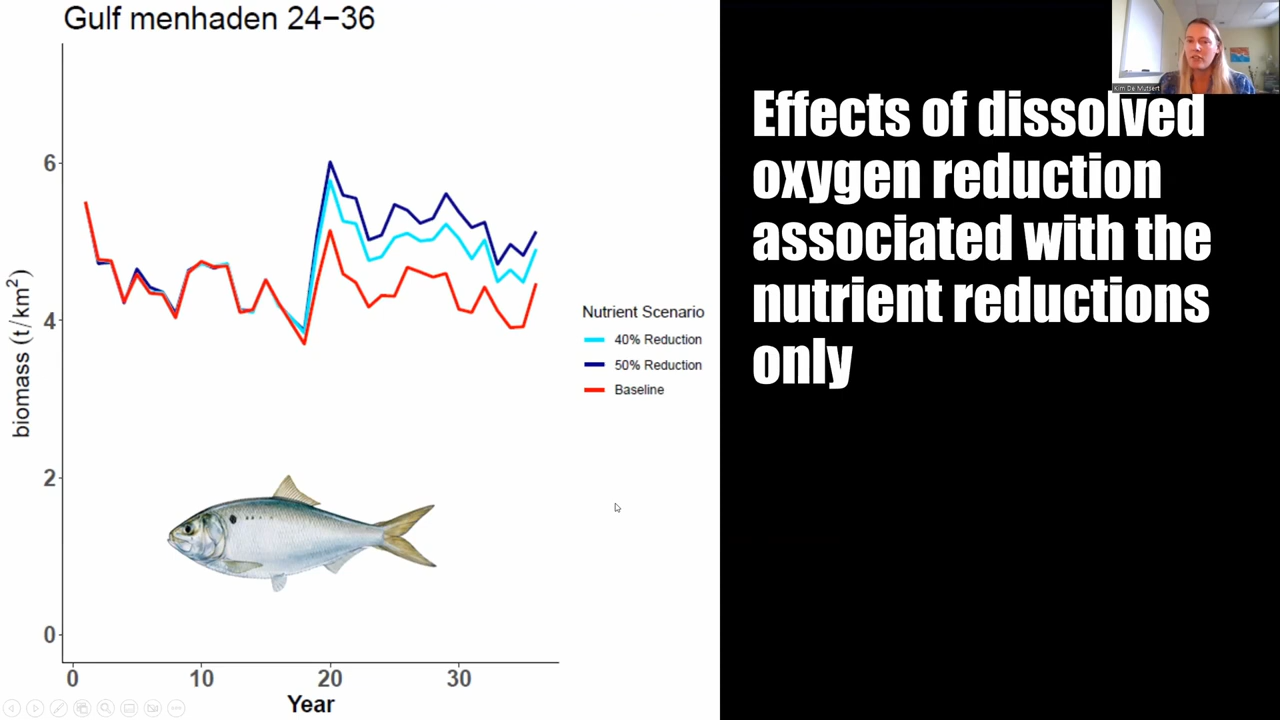 Gulf menhaden 24−36
6
4
2
0
biomass (t/km²)
0 10 20 30
Year
Nutrient Scenario
40% Reduction
50% Reduction
Baseline
Kim De Mutsert
Effects of dissolved
oxygen reduction
associated with the
nutrient reductions
only